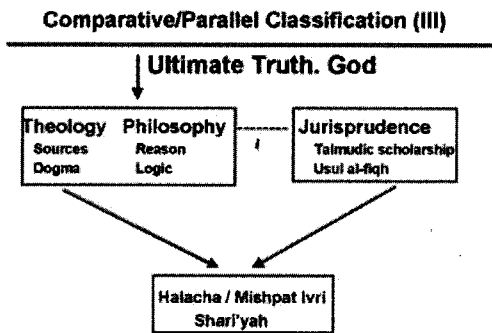 Comparative/Parallel Classification (III)
Ultimate Truth. God
Theology Philosophy
Sources Reason
Dogma Logic
Jurisprudence
Talmudic scholarship
Usul al-fiqh
Halacha / Mishpat Ivri
Shari'yah